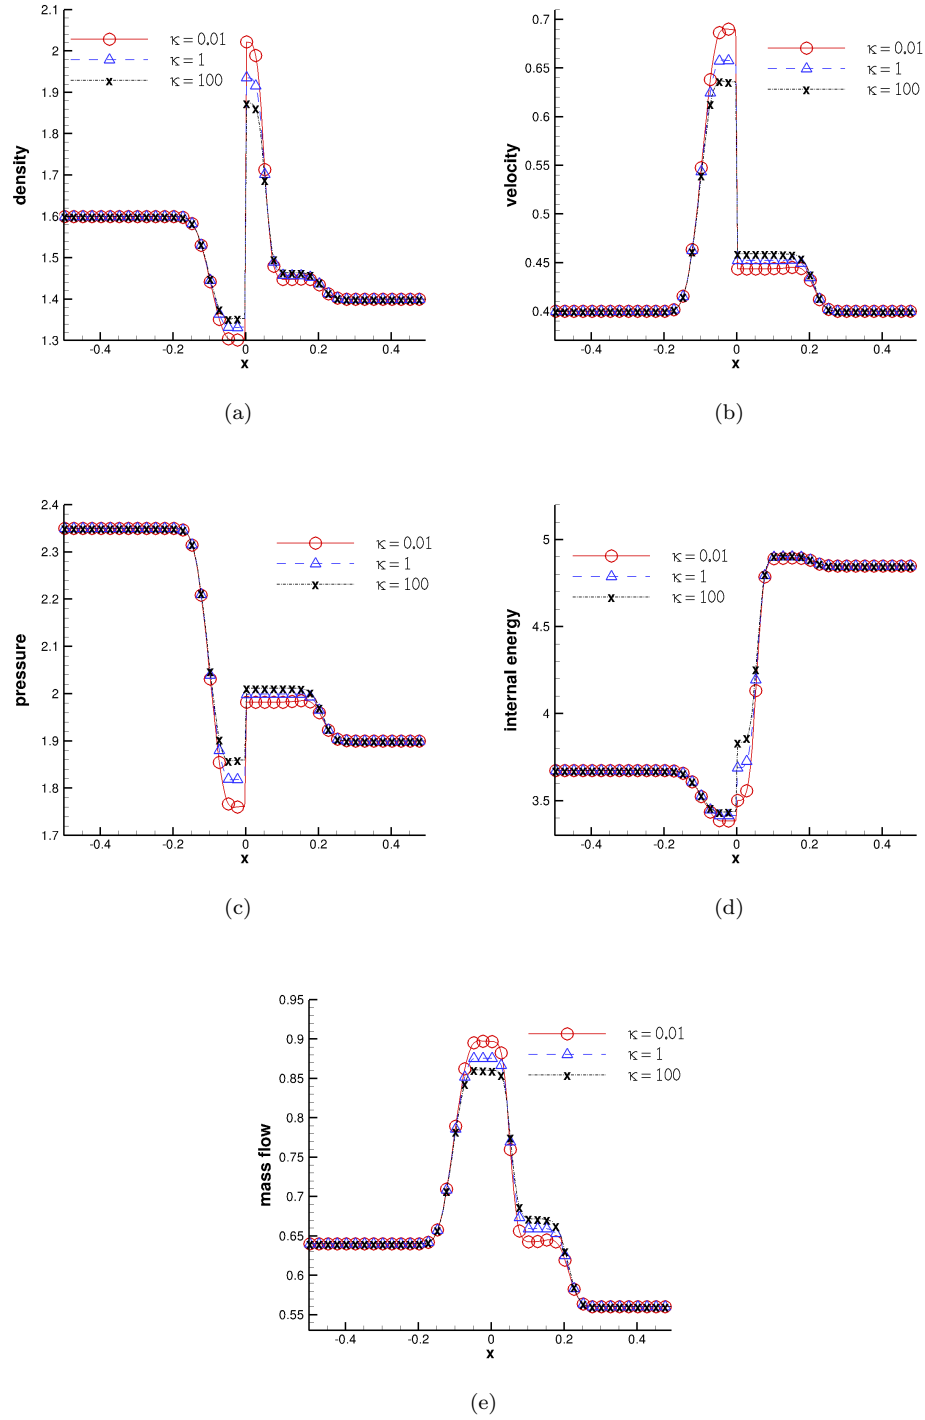 2.1
2
1.9
1.8
1.7
1.6
1.5
1.4
1.3
density
κ = 0.01
κ = 1
κ = 100
-0.4 -0.2 0 0.2 0.4
x
(a)
0.7
0.65
0.6
0.55
0.5
0.45
0.4
velocity
κ = 0.01
κ = 1
κ = 100
-0.4 -0.2 0 0.2 0.4
x
(b)
2.4
2.3
2.2
2.1
2
1.9
1.8
1.7
pressure
κ = 0.01
κ = 1
κ = 100
-0.4 -0.2 0 0.2 0.4
x
(c)
5
4.5
4
3.5
internal energy
κ = 0.01
κ = 1
κ = 100
-0.4 -0.2 0 0.2 0.4
x
(d)
0.95
0.9
0.85
0.8
0.75
0.7
0.65
0.6
0.55
mass flow
κ = 0.01
κ = 1
κ = 100
-0.4 -0.2 0 0.2 0.4
x
(e)